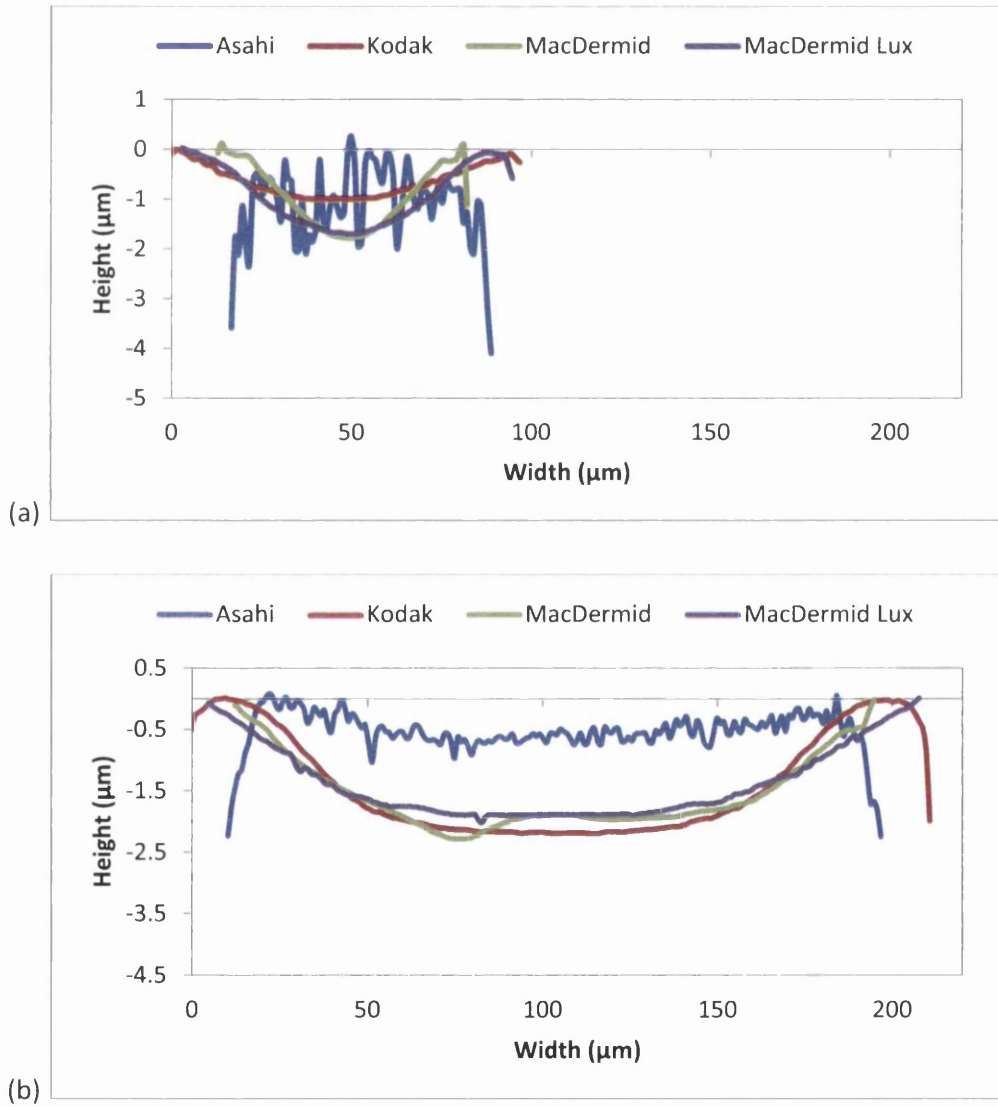 Asahi Kodak MacDermid MacDermid Lux
1
0
-1
-2
-3
-4
-5
Height (µm)
0 50 100 150 200
Width (µm)
(a)
Asahi Kodak MacDermid MacDermid Lux
0.5
-0.5
-1.5
-2.5
-3.5
-4.5
Height (µm)
0 50 100 150 200
Width (µm)
(b)